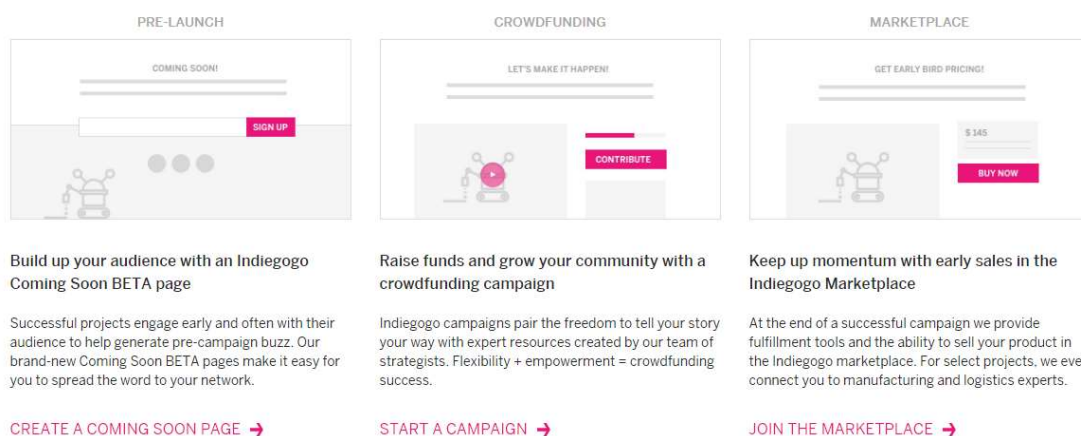 PRE-LAUNCH
COMING SOON!
SIGN UP
Build up your audience with an Indiegogo
Coming Soon BETA page
Successful projects engage early and often with their
audience to help generate pre-campaign buzz. Our
brand-new Coming Soon BETA pages make it easy for
you to spread the word to your network.
CREATE A COMING SOON PAGE
CROWDFUNDING
LET'S MAKE IT HAPPEN!
CONTRIBUTE
Raise funds and grow your community with a
crowdfunding campaign
Indiegogo campaigns pair the freedom to tell your story
your way with expert resources created by our team of
strategists. Flexibility + empowerment = crowdfunding
success.
START A CAMPAIGN
MARKETPLACE
GET EARLY BIRD PRICING!
$ 145
BUY NOW
Keep up momentum with early sales in the
Indiegogo Marketplace
At the end of a successful campaign we provide
fulfillment tools and the ability to sell your product in
the Indiegogo marketplace. For select projects, we eve
connect you to manufacturing and logistics experts.
JOIN THE MARKETPLACE